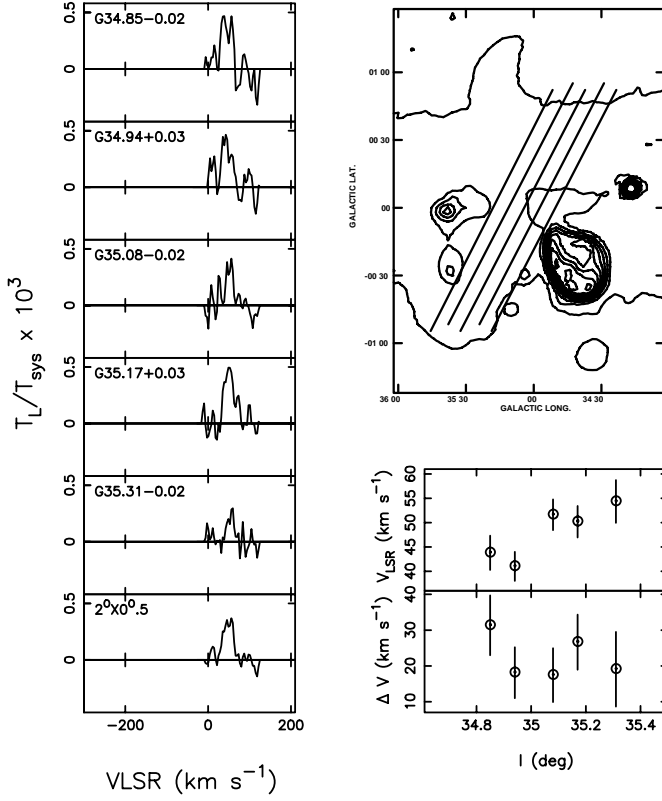 0.5
G34.85−0.02
0
0.5
G34.94+0.03
0
0.5
G35.08−0.02
0
0.5
G35.17+0.03
0
0.5
G35.31−0.02
0
0.5
2°X0°.5
0
−200 0 200
VLSR (km s⁻¹)
T_L/T_sys x 10³
01 00
00 30
00
-00 30
-01 00
GALACTIC LAT.
36 00 35 30 00 34 30
GALACTIC LONG.
60
55
50
45
40
V_LSR (km s⁻¹)
40
30
20
10
Δ V (km s⁻¹)
34.8 35 35.2 35.4
l (deg)